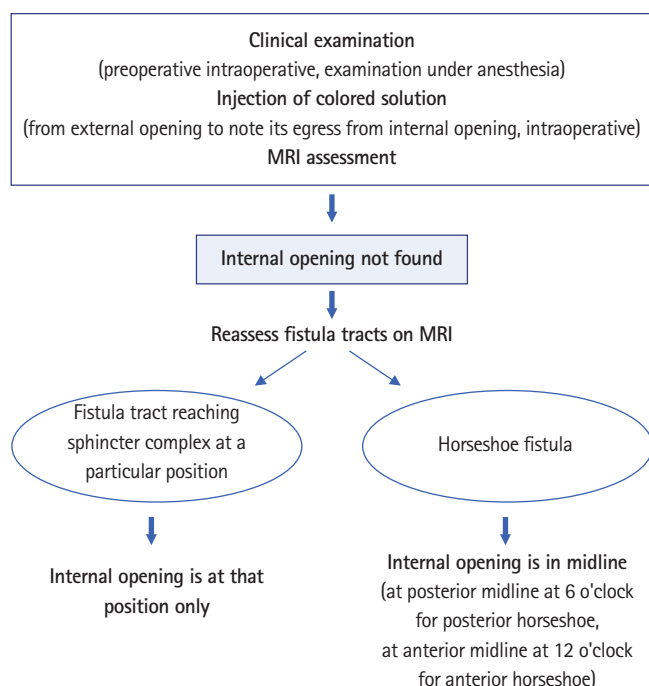 Clinical examination
(preoperative intraoperative, examination under anesthesia)
Injection of colored solution
(from external opening to note its egress from internal opening, intraoperative)
MRI assessment
Internal opening not found
Reassess fistula tracts on MRI
Fistula tract reaching
sphincter complex at a
particular position
Horseshoe fistula
Internal opening is at that
position only
Internal opening is in midline
(at posterior midline at 6 o'clock
for posterior horseshoe,
at anterior midline at 12 o'clock
for anterior horseshoe)